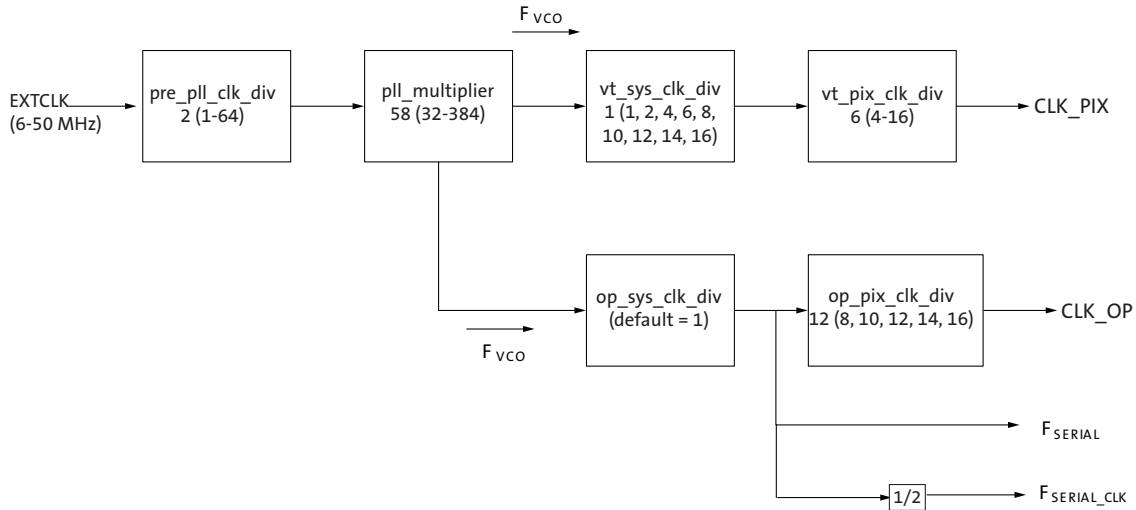 F VCO
EXTCLK
(6-50 MHz)
pre_pll_clk_div
2 (1-64)
pll_multiplier
58 (32-384)
vt_sys_clk_div
1 (1, 2, 4, 6, 8,
10, 12, 14, 16)
vt_pix_clk_div
6 (4-16)
CLK_PIX
op_sys_clk_div
(default = 1)
op_pix_clk_div
12 (8, 10, 12, 14, 16)
CLK_OP
F VCO
FSERIAL
1/2
FSERIAL_CLK